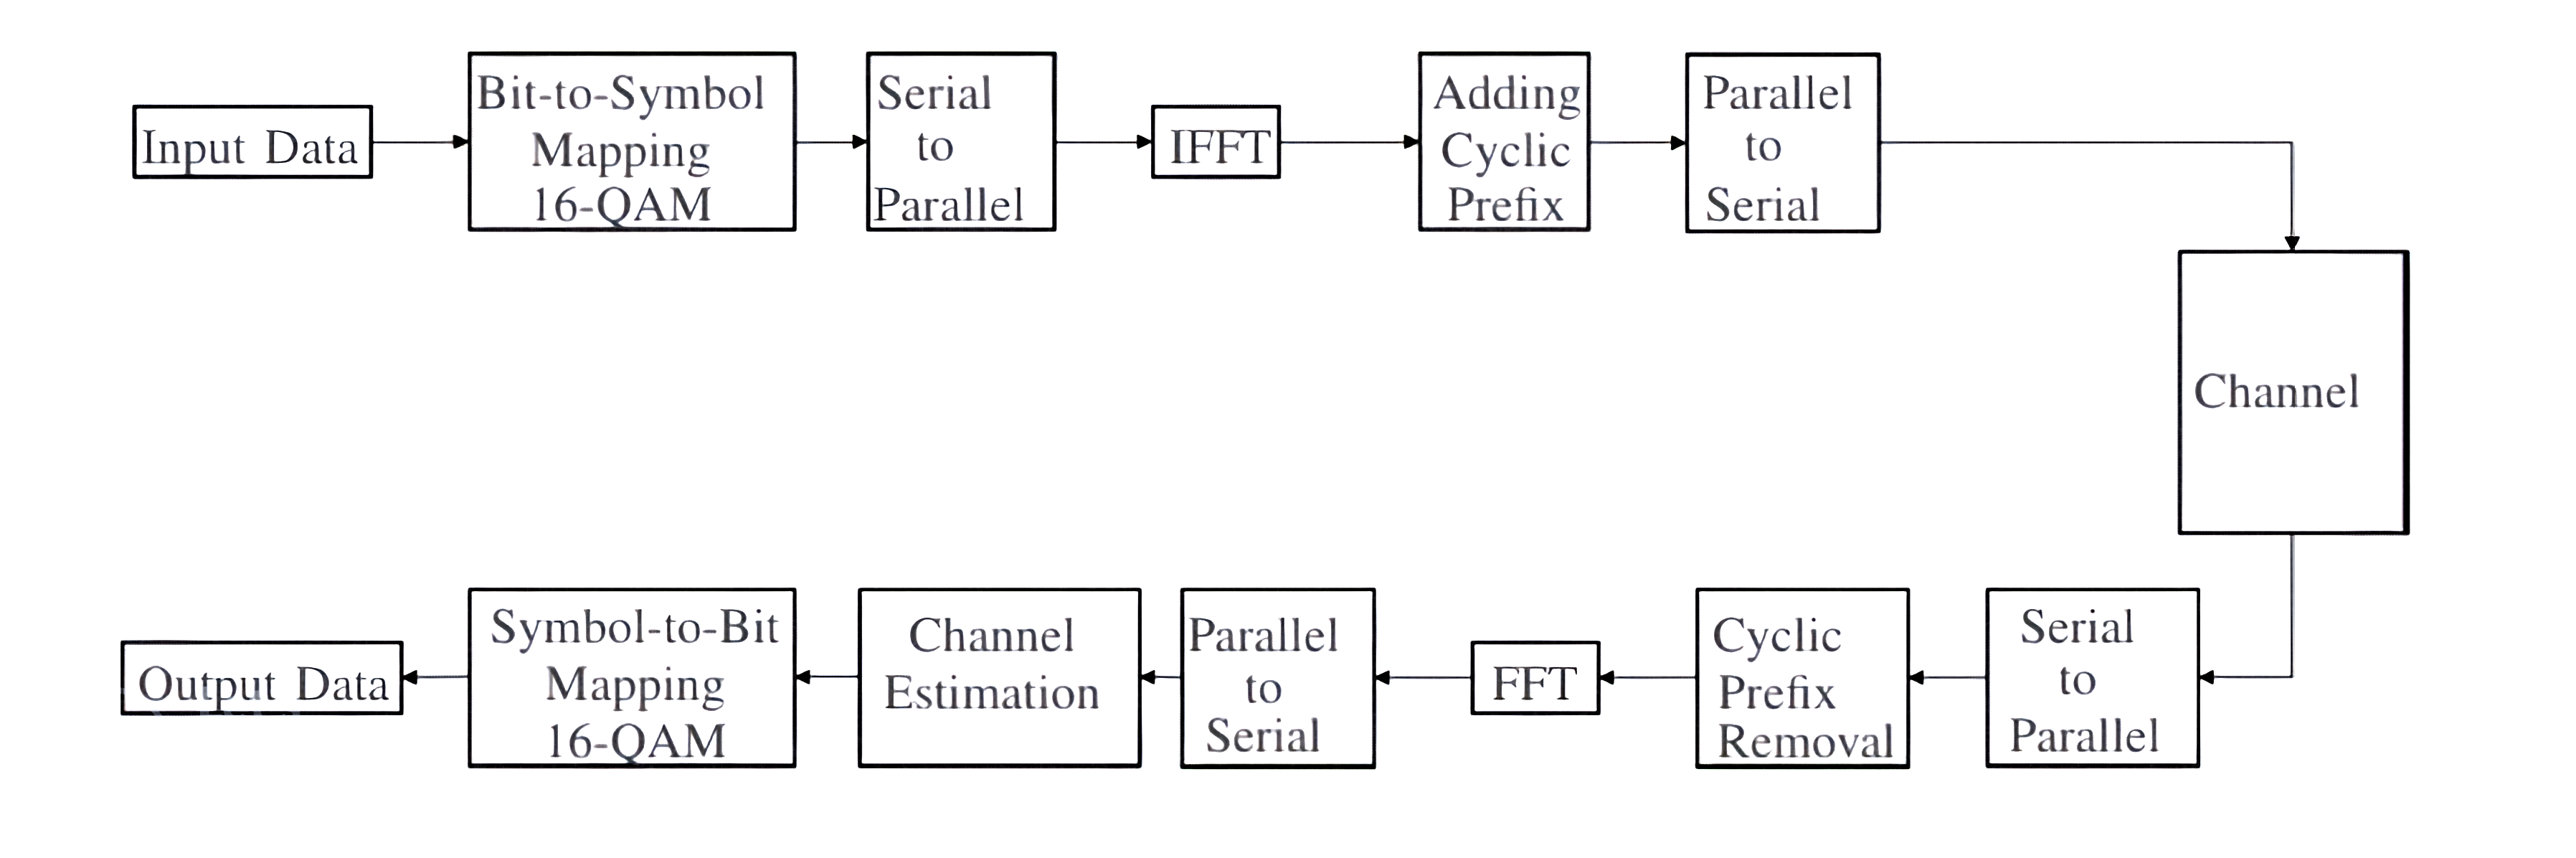 Input Data
Bit-to-Symbol
Mapping
16-QAM
Serial
to
Parallel
IFFT
Adding
Cyclic
Prefix
Parallel
to
Serial
Channel
Output Data
Symbol-to-Bit
Mapping
16-QAM
Channel
Estimation
Parallel
to
Serial
FFT
Cyclic
Prefix
Removal
Serial
to
Parallel